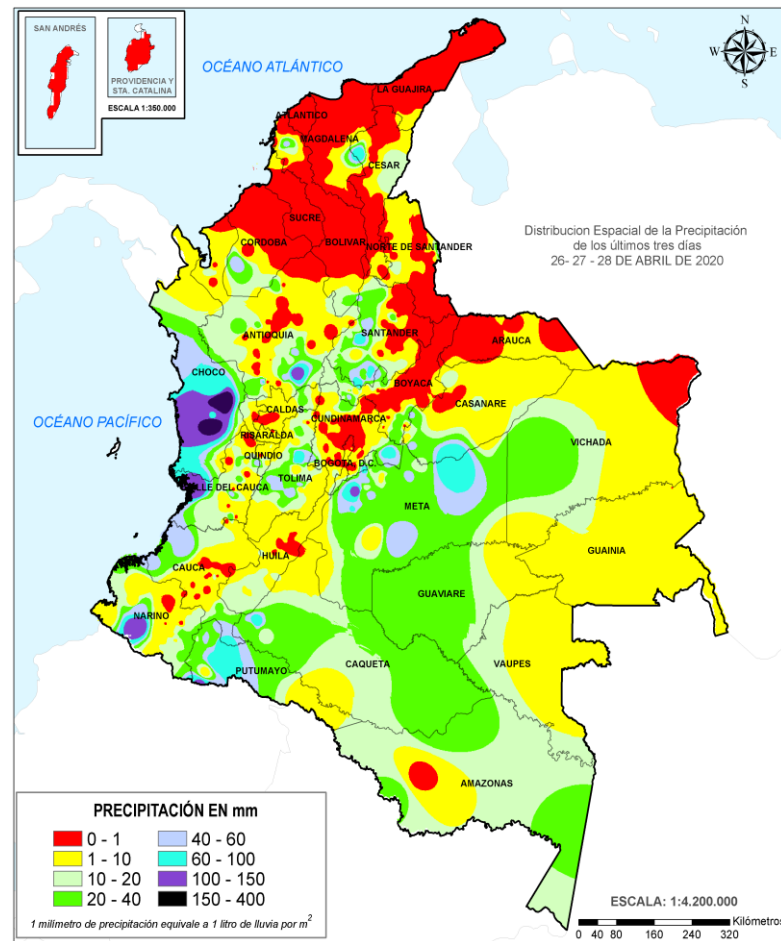 SAN ANDRÉS
PROVIDENCIA Y
STA. CATALINA
ESCALA 1:350.000
OCÉANO ATLÁNTICO
N
W
E
S
LA GUAJIRA
ATLANTICO
MAGDALENA
CESAR
SUCRE
CORDOBA
BOLIVAR
NORTE DE SANTANDER
Distribucion Espacial de la Precipitación
de los últimos tres días
26- 27 - 28 DE ABRIL DE 2020
ANTIOQUIA
SANTANDER
ARAUCA
CHOCO
BOYACA
CASANARE
OCÉANO PACÍFICO
CALDAS
CUNDINAMARCA
RISARALDA
VICHADA
QUINDIO
BOGOTA, D.C.
TOLIMA
VALLE DEL CAUCA
META
GUAINIA
HUILA
CAUCA
GUAVIARE
NARINO
CAQUETA
VAUPES
PUTUMAYO
AMAZONAS
PRECIPITACIÓN EN mm
0 - 1
40 - 60
1 - 10
60 - 100
10 - 20
100 - 150
20 - 40
150 - 400
1 milímetro de precipitación equivale a 1 litro de lluvia por m2
ESCALA: 1:4.200.000
Kilómetros
0 40 80 160 240 320